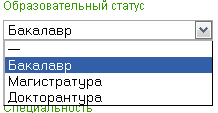 Образовательный статус
Бакалавр
—
Бакалавр
Магистратура
Докторантура
Специальность